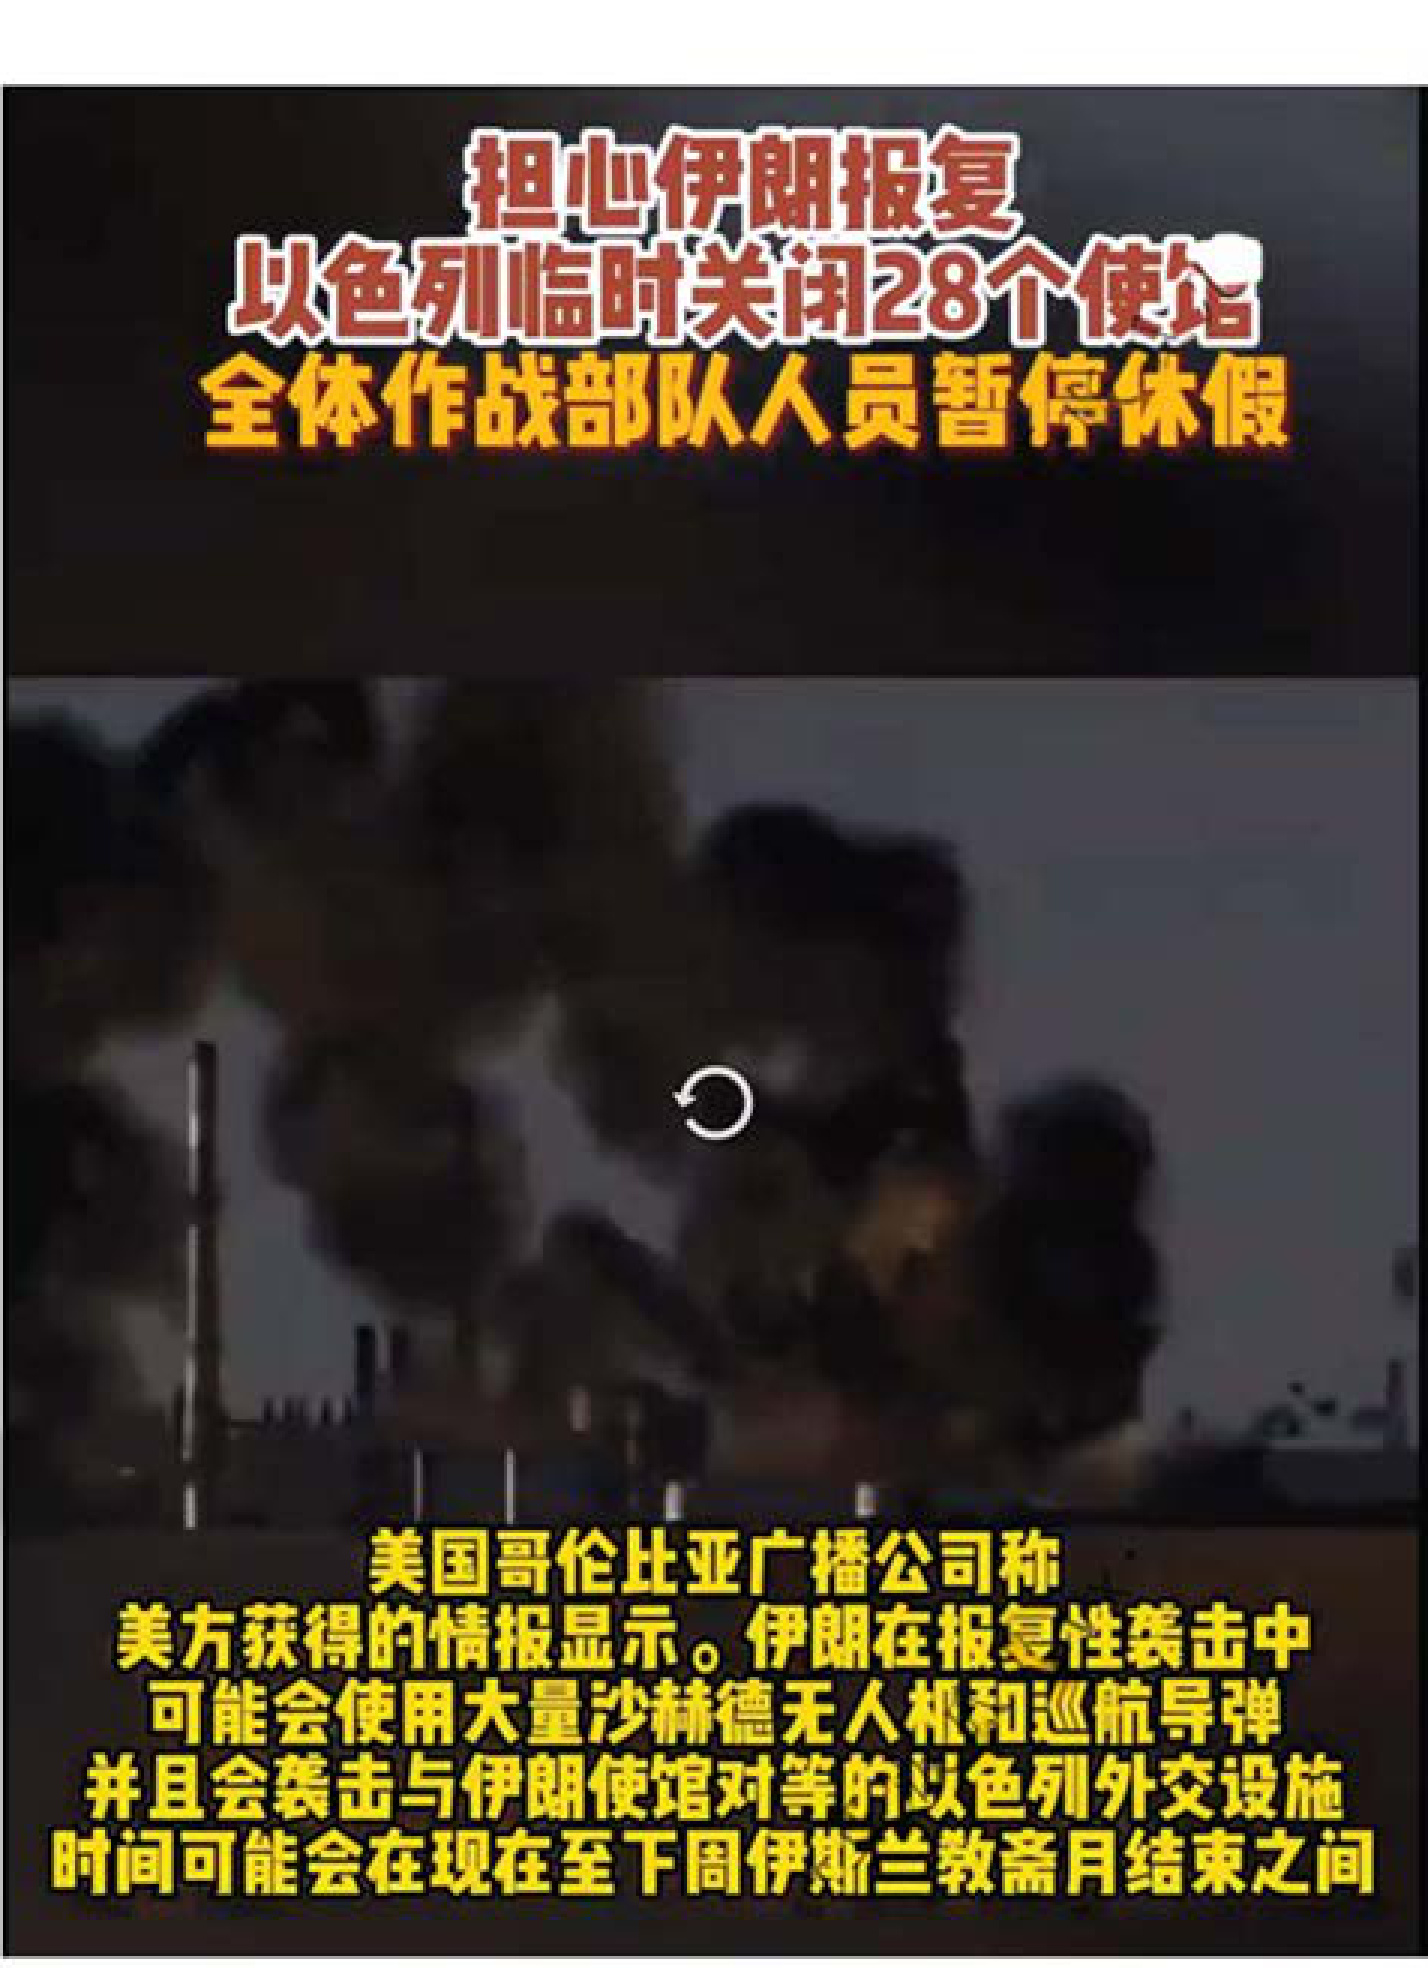 担心伊朗报复
以色列临时关闭28个使馆
全体作战部队人员暂停休假
美国哥伦比亚广播公司称
美方获得的情报显示。伊朗在报复性袭击中
可能会使用大量沙赫德无人机和巡航导弹
并且会袭击与伊朗使馆对等的以色列外交设施
时间可能会在现在至下周伊斯兰教斋月结束之间